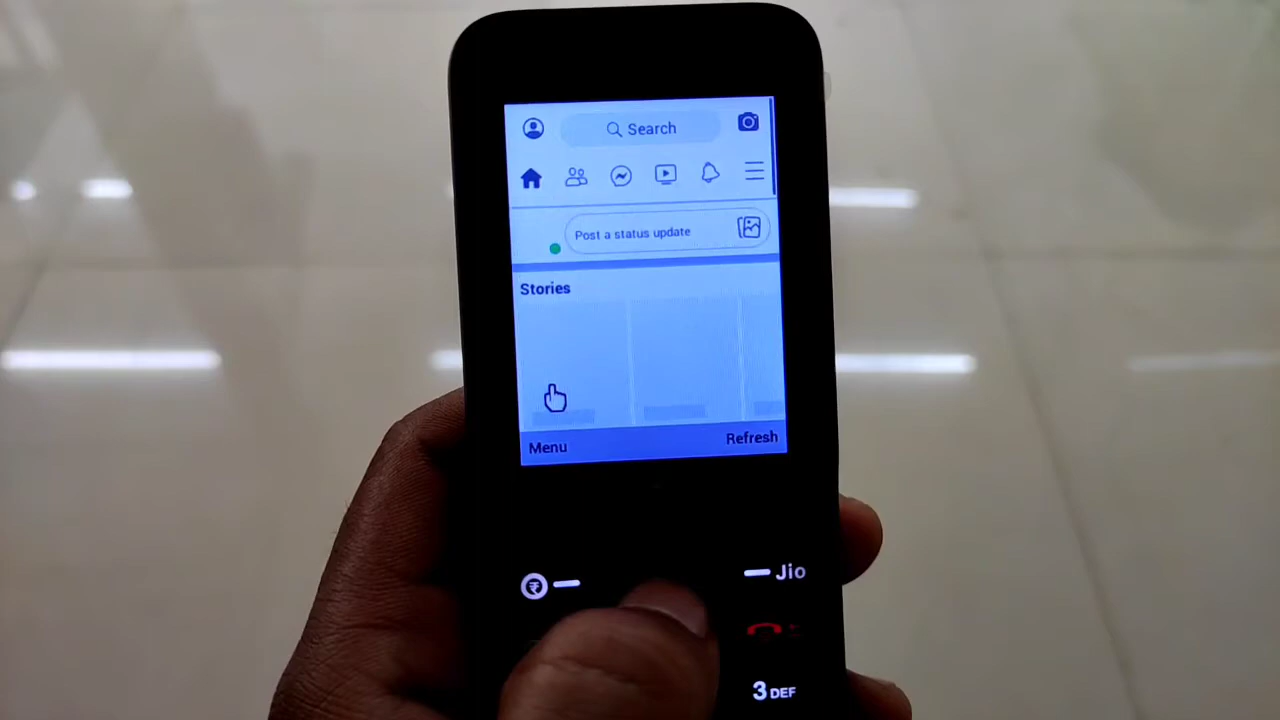 Search
Post a status update
Stories
Menu Refresh
₹ Jio
3 DEF